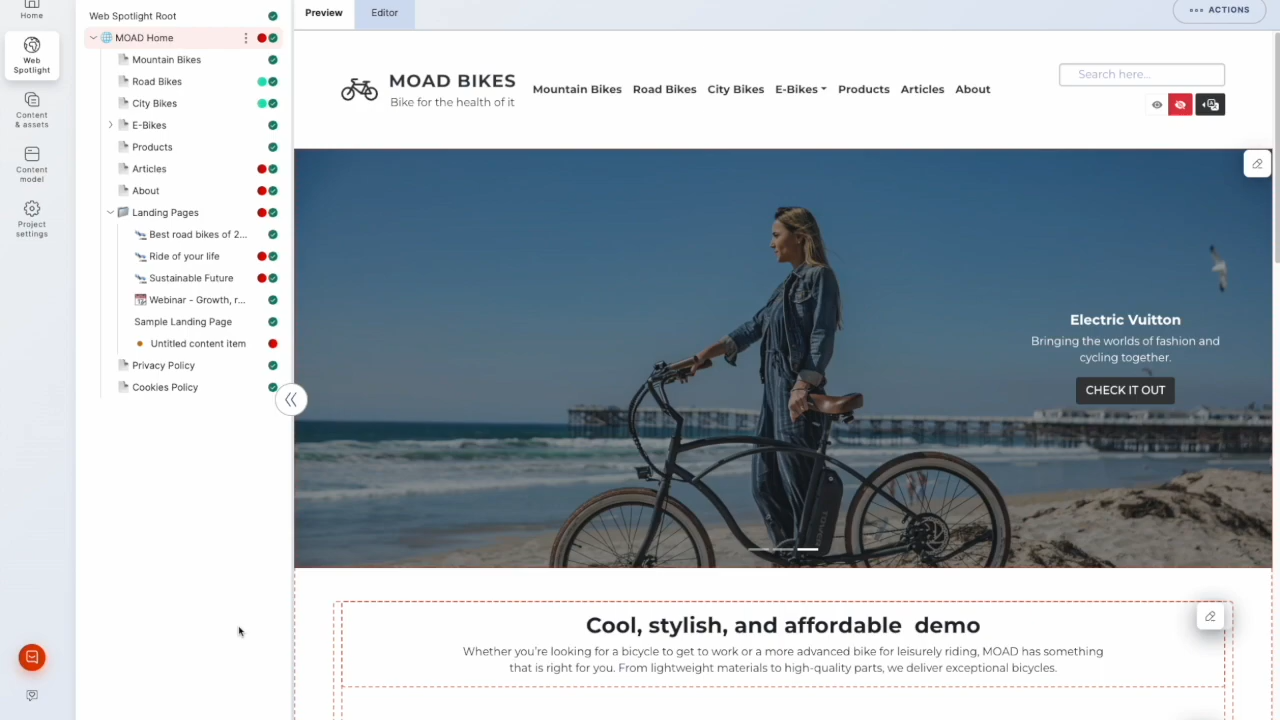 Home
Web
Spotlight
Content
& assets
Content
model
Project
settings
Web Spotlight Root
MOAD Home
Mountain Bikes
Road Bikes
City Bikes
E-Bikes
Products
Articles
About
Landing Pages
Best road bikes of 2...
Ride of your life
Sustainable Future
Webinar - Growth, r...
Sample Landing Page
Untitled content item
Privacy Policy
Cookies Policy
Preview Editor
ACTIONS
MOAD BIKES
Bike for the health of it
Mountain Bikes Road Bikes City Bikes E-Bikes Products Articles About
Search here...
Electric Vuitton
Bringing the worlds of fashion and
cycling together.
CHECK IT OUT
Cool, stylish, and affordable demo
Whether you're looking for a bicycle to get to work or a more advanced bike for leisurely riding, MOAD has something
that is right for you. From lightweight materials to high-quality parts, we deliver exceptional bicycles.